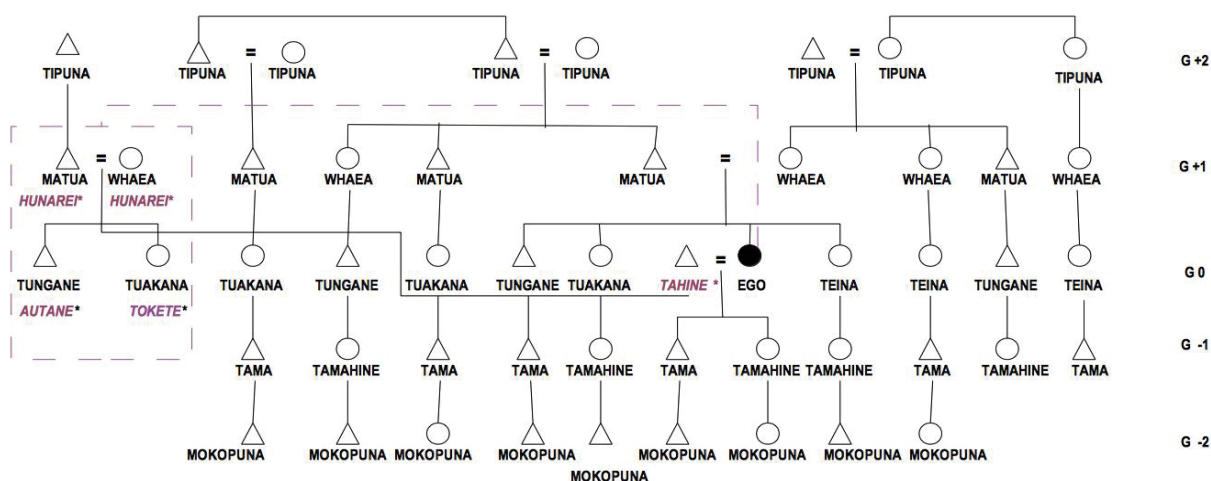 TIPUNA TIPUNA = TIPUNA TIPUNA = TIPUNA TIPUNA = TIPUNA TIPUNA G +2
MATUA = WHAEA MATUA WHAEA MATUA MATUA = WHAEA WHAEA MATUA WHAEA G +1
HUNAREI* HUNAREI*
TUNGANE TUAKANA TUAKANA TUNGANE TUAKANA TUNGANE TUAKANA TAHINE * = EGO TEINA TEINA TUNGANE TEINA G 0
AUTANE* TOKETE*
TAMA TAMAHINE TAMA TAMA TAMAHINE TAMA TAMAHINE TAMAHINE TAMA TAMAHINE TAMA G -1
MOKOPUNA MOKOPUNA MOKOPUNA MOKOPUNA MOKOPUNA MOKOPUNA MOKOPUNA MOKOPUNA G -2
MOKOPUNA